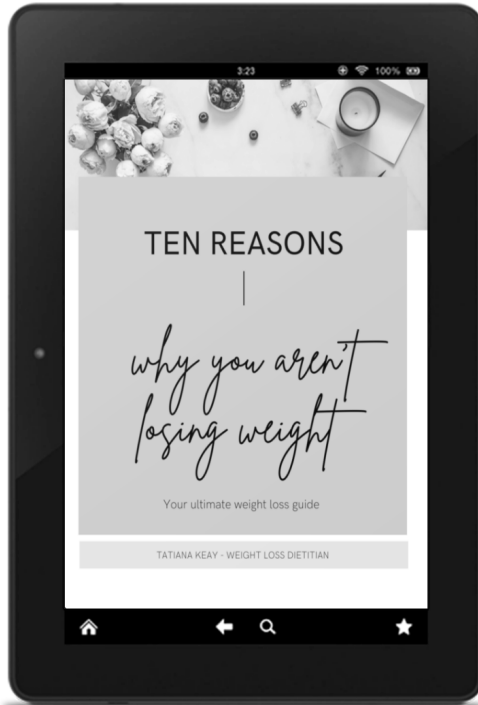 3:23 100%
TEN REASONS
why you aren't
losing weight
Your ultimate weight loss guide
TATIANA KEAY - WEIGHT LOSS DIETITIAN